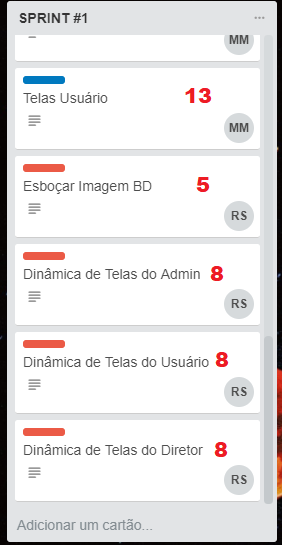 SPRINT #1
MM
Telas Usuário 13
MM
Esboçar Imagem BD 5
RS
Dinâmica de Telas do Admin 8
RS
Dinâmica de Telas do Usuário 8
RS
Dinâmica de Telas do Diretor 8
RS
Adicionar um cartão...